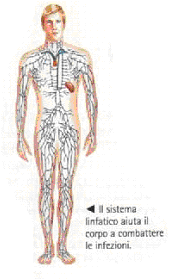 ◄ Il sistema
linfatico aiuta il
corpo a combattere
le infezioni.